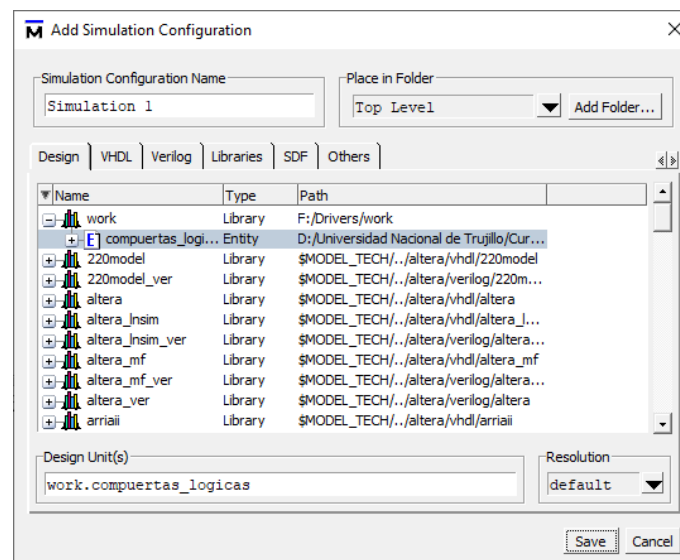 Add Simulation Configuration
Simulation Configuration Name
Place in Folder
Simulation 1
Top Level
Add Folder...
Design VHDL Verilog Libraries SDF Others
Name Type Path
work Library F:/Drivers/work
compuertas_logi... Entity D:/Universidad Nacional de Trujillo/Cur...
220model Library $MODEL_TECH/../altera/vhdl/220model
220model_ver Library $MODEL_TECH/../altera/verilog/220m...
altera Library $MODEL_TECH/../altera/vhdl/altera
altera_lnsim Library $MODEL_TECH/../altera/vhdl/altera_l...
altera_lnsim_ver Library $MODEL_TECH/../altera/verilog/altera...
altera_mf Library $MODEL_TECH/../altera/vhdl/altera_mf
altera_mf_ver Library $MODEL_TECH/../altera/verilog/altera...
altera_ver Library $MODEL_TECH/../altera/verilog/altera
arriaii Library $MODEL_TECH/../altera/vhdl/arriaii
Design Unit(s)
Resolution
work.compuertas_logicas
default
Save Cancel